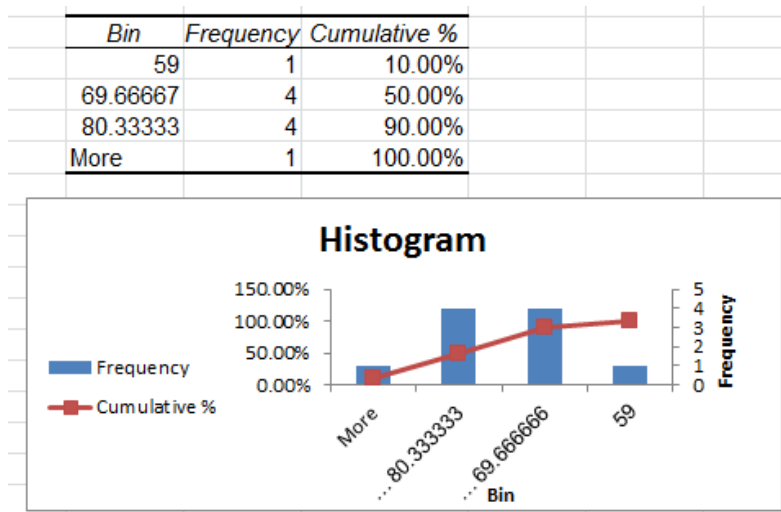 Bin Frequency Cumulative %
59 1 10.00%
69.66667 4 50.00%
80.33333 4 90.00%
More 1 100.00%
Histogram
150.00%
100.00%
50.00%
0.00%
5
4
3
2
1
0
Frequency
Frequency
Cumulative %
More
...80.333333
...69.666666
59
Bin